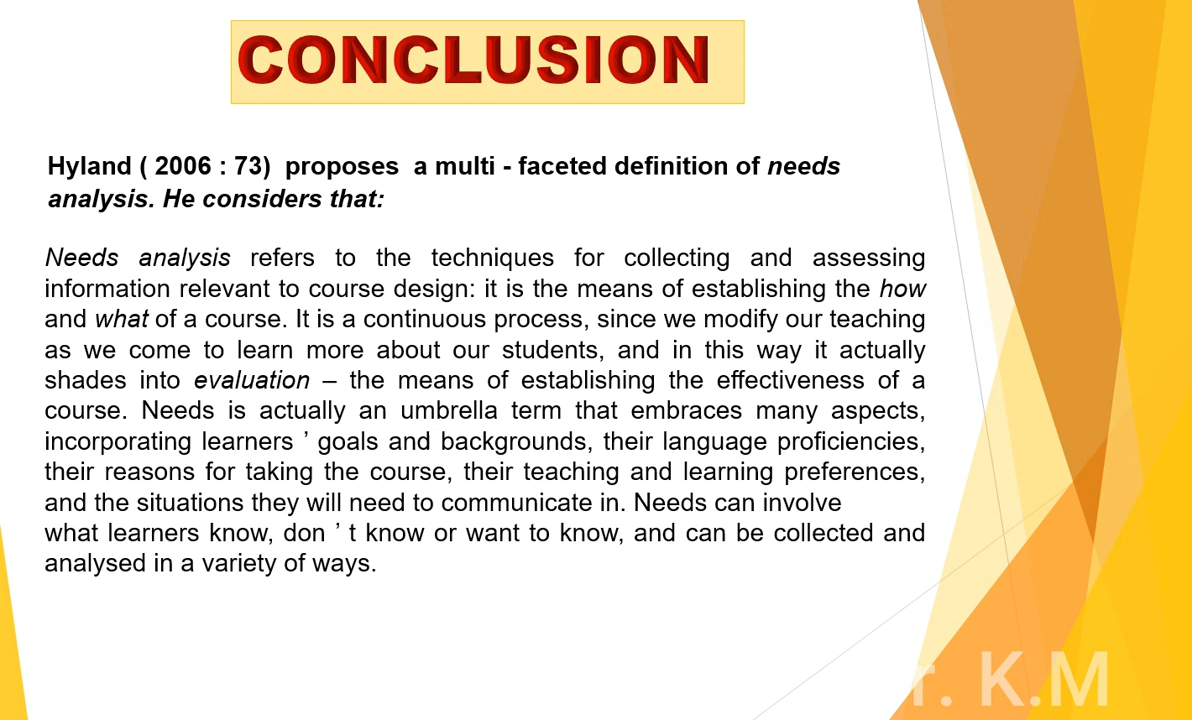 CONCLUSION
Hyland ( 2006 : 73)  proposes  a multi - faceted definition of needs
analysis. He considers that:
Needs analysis refers to the techniques for collecting and assessing
information relevant to course design: it is the means of establishing the how
and what of a course. It is a continuous process, since we modify our teaching
as we come to learn more about our students, and in this way it actually
shades into evaluation – the means of establishing the effectiveness of a
course. Needs is actually an umbrella term that embraces many aspects,
incorporating learners ’ goals and backgrounds, their language proficiencies,
their reasons for taking the course, their teaching and learning preferences,
and the situations they will need to communicate in. Needs can involve
what learners know, don ’ t know or want to know, and can be collected and
analysed in a variety of ways.
Dr. K.M